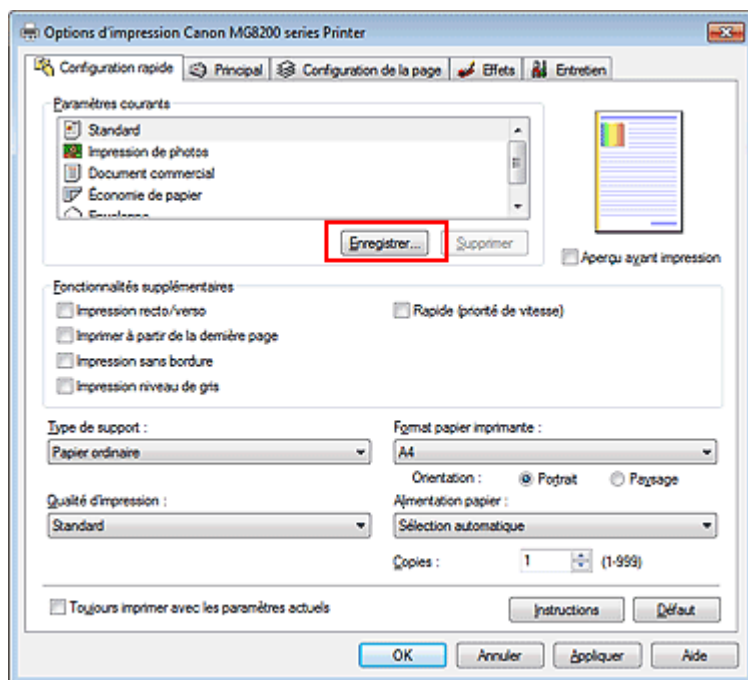 Options d'impression Canon MG8200 series Printer
Configuration rapide Principal Configuration de la page Effets Entretien
Paramètres courants
Standard
Impression de photos
Document commercial
Économie de papier
Enregistrer... Supprimer
Aperçu avant impression
Fonctionnalités supplémentaires
Impression recto/verso Rapide (priorité de vitesse)
Imprimer à partir de la dernière page
Impression sans bordure
Impression niveau de gris
Type de support : Format papier imprimante :
Papier ordinaire A4
Orientation : Portrait Paysage
Qualité d'impression : Alimentation papier :
Standard Sélection automatique
Copies : 1 (1-999)
Toujours imprimer avec les paramètres actuels Instructions Défaut
OK Annuler Appliquer Aide